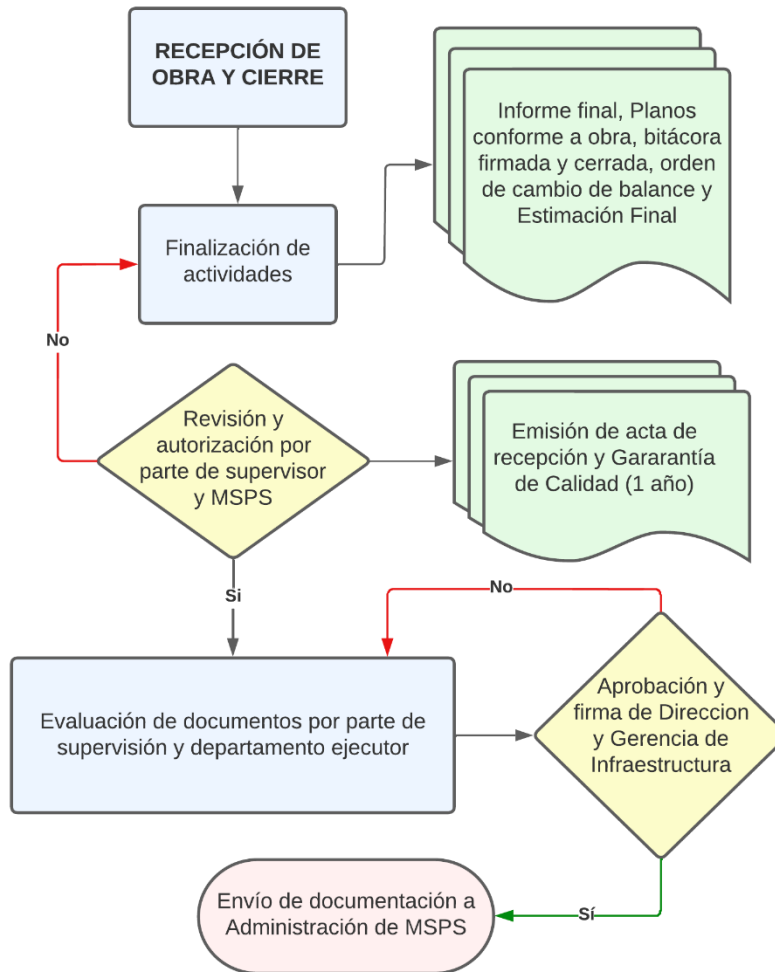 RECEPCIÓN DE
OBRA Y CIERRE
Informe final, Planos
conforme a obra, bitácora
firmada y cerrada, orden
de cambio de balance y
Estimación Final
Finalización de
actividades
No
Revisión y
autorización por
parte de supervisor
y MSPS
Emisión de acta de
recepción y Gararantía
de Calidad (1 año)
Si
No
Evaluación de documentos por parte de
supervisión y departamento ejecutor
Aprobación y
firma de Direccion
y Gerencia de
Infraestructura
Sí
Envío de documentación a
Administración de MSPS